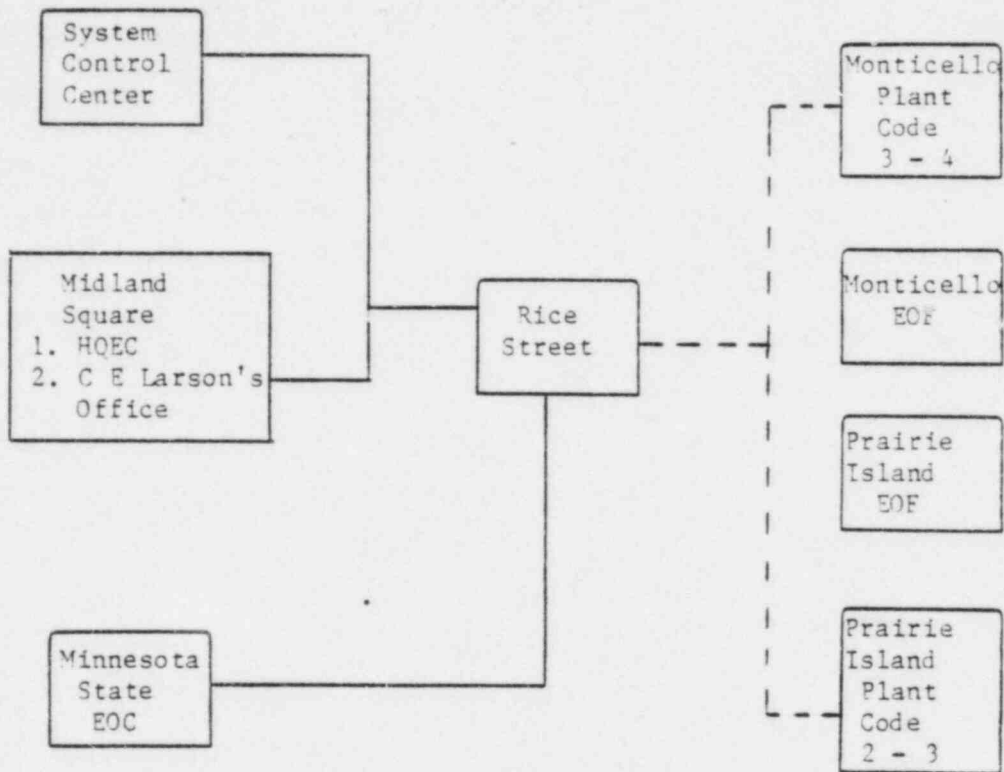 System
Control
Center
Midland
Square
1. HQEC
2. C E Larson's
Office
Minnesota
State
EOC
Rice
Street
Monticello
Plant
Code
3 - 4
Monticello
EOF
Prairie
Island
EOF
Prairie
Island
Plant
Code
2 - 3